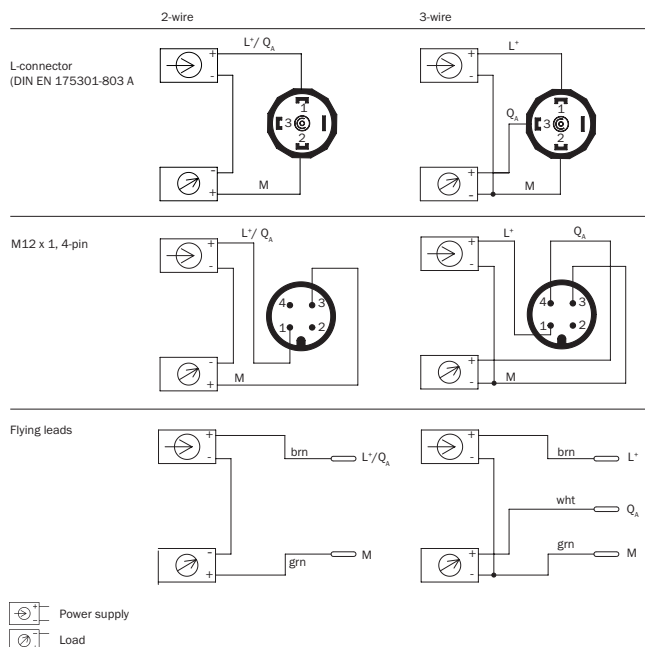 2-wire 3-wire
L-connector
(DIN EN 175301-803 A
L⁺/ Q_A
+
-
1
3
2
-
+
M
L⁺
+
-
Q_A
1
3
2
+
-
M
M12 x 1, 4-pin
L⁺/ Q_A
+
-
4 3
1 2
-
+
M
L⁺ Q_A
+
-
4 3
1 2
+
-
M
Flying leads
+
-
brn L⁺/Q_A
-
+
grn M
+
-
brn L⁺
wht Q_A
+
-
grn M
+
-
Power supply
-
+
Load